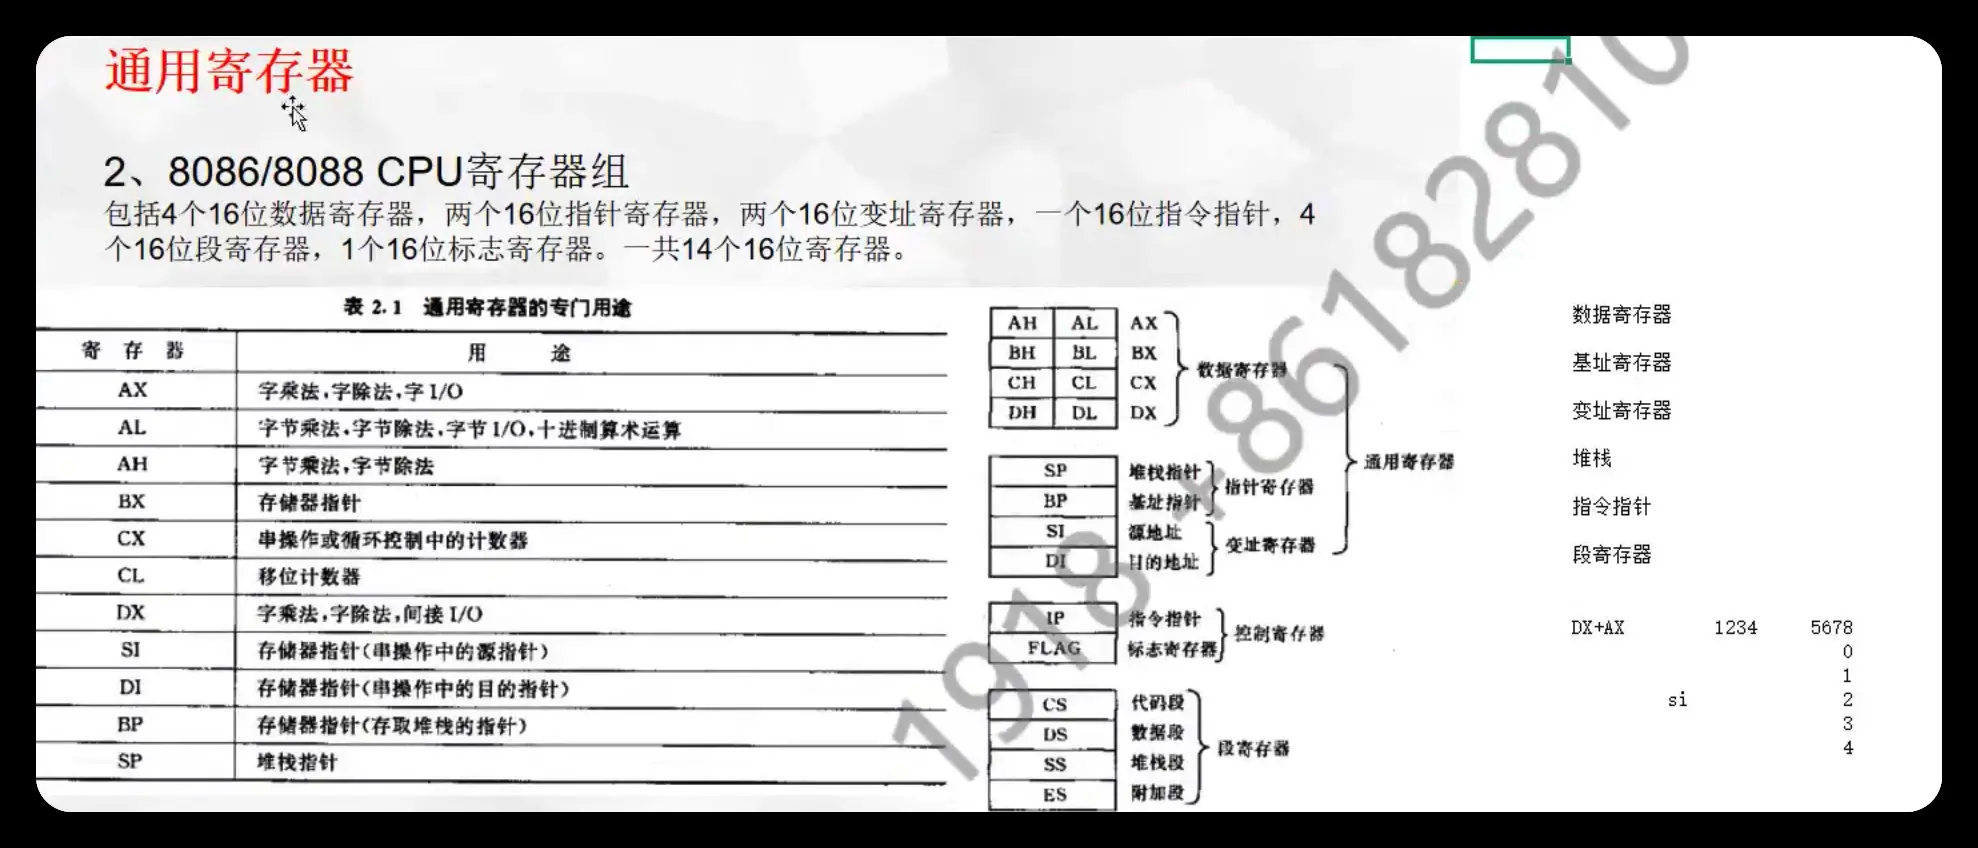 通用寄存器
2、8086/8088 CPU寄存器组
包括4个16位数据寄存器，两个16位指针寄存器，两个16位变址寄存器，一个16位指令指针，4
个16位段寄存器，1个16位标志寄存器。一共14个16位寄存器。
表 2.1 通用寄存器的专门用途
寄 存 器 用 途
AX 字乘法,字除法,字 I/O
AL 字节乘法,字节除法,字节 I/O,十进制算术运算
AH 字节乘法,字节除法
BX 存储器指针
CX 串操作或循环控制中的计数器
CL 移位计数器
DX 字乘法,字除法,间接 I/O
SI 存储器指针(串操作中的源指针)
DI 存储器指针(串操作中的目的指针)
BP 存储器指针(存取堆栈的指针)
SP 堆栈指针
AH AL AX
BH BL BX
数据寄存器
CH CL CX
DH DL DX
通用寄存器
SP 堆栈指针
指针寄存器
BP 基址指针
SI 源地址
变址寄存器
DI 目的地址
IP 指令指针
控制寄存器
FLAG 标志寄存器
CS 代码段
DS 数据段
段寄存器
SS 堆栈段
ES 附加段
数据寄存器
基址寄存器
变址寄存器
堆栈
指令指针
段寄存器
DX+AX 1234 5678
0
1
si 2
3
4
1918 +86182810